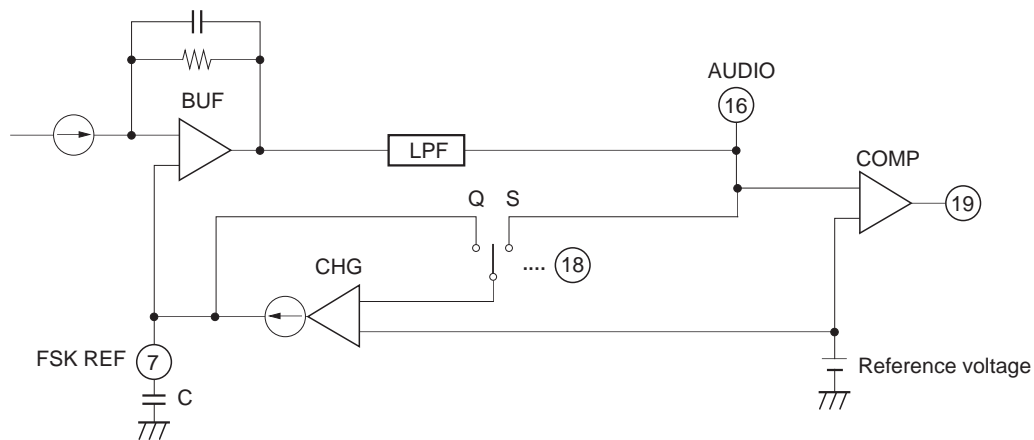 AUDIO
16
BUF
LPF
COMP
19
Q S
.... 18
CHG
FSK REF
7
C
Reference voltage